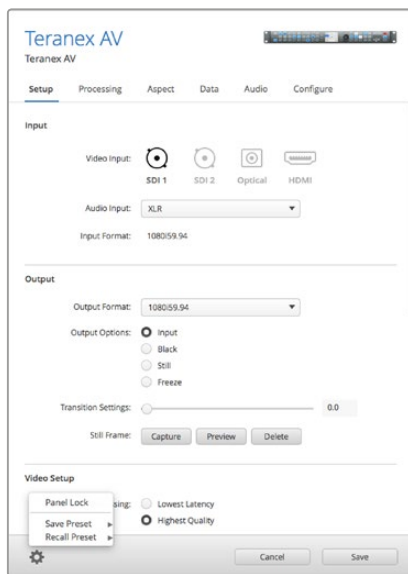 Teranex AV
Teranex AV
Setup Processing Aspect Data Audio Configure
Input
Video Input:
SDI 1 SDI 2 Optical HDMI
Audio Input: XLR
Input Format: 1080i59.94
Output
Output Format: 1080i59.94
Output Options: Input
Black
Still
Freeze
Transition Settings: 0.0
Still Frame: Capture Preview Delete
Video Setup
Panel Lock
Lowest Latency
Save Preset
Highest Quality
Recall Preset
Cancel Save